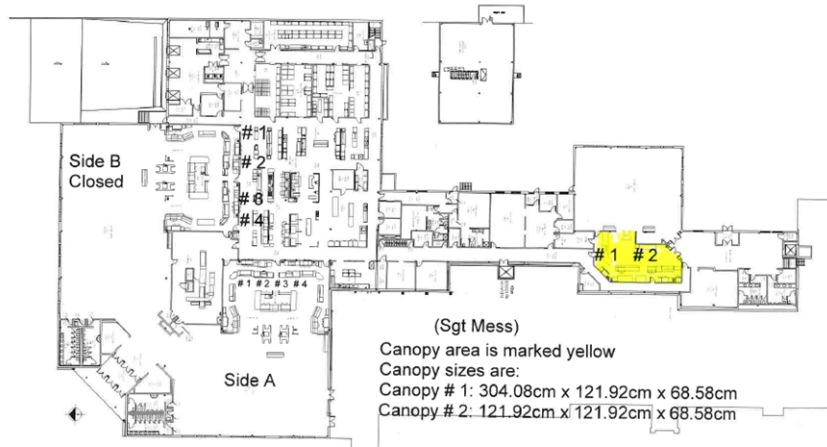 # 1
Side B
Closed
# 2
# 3
# 4
# 1 # 2
# 1 # 2 # 3 # 4
(Sgt Mess)
Canopy area is marked yellow
Side A
Canopy sizes are:
Canopy # 1: 304.08cm x 121.92cm x 68.58cm
Canopy # 2: 121.92cm x 121.92cm x 68.58cm